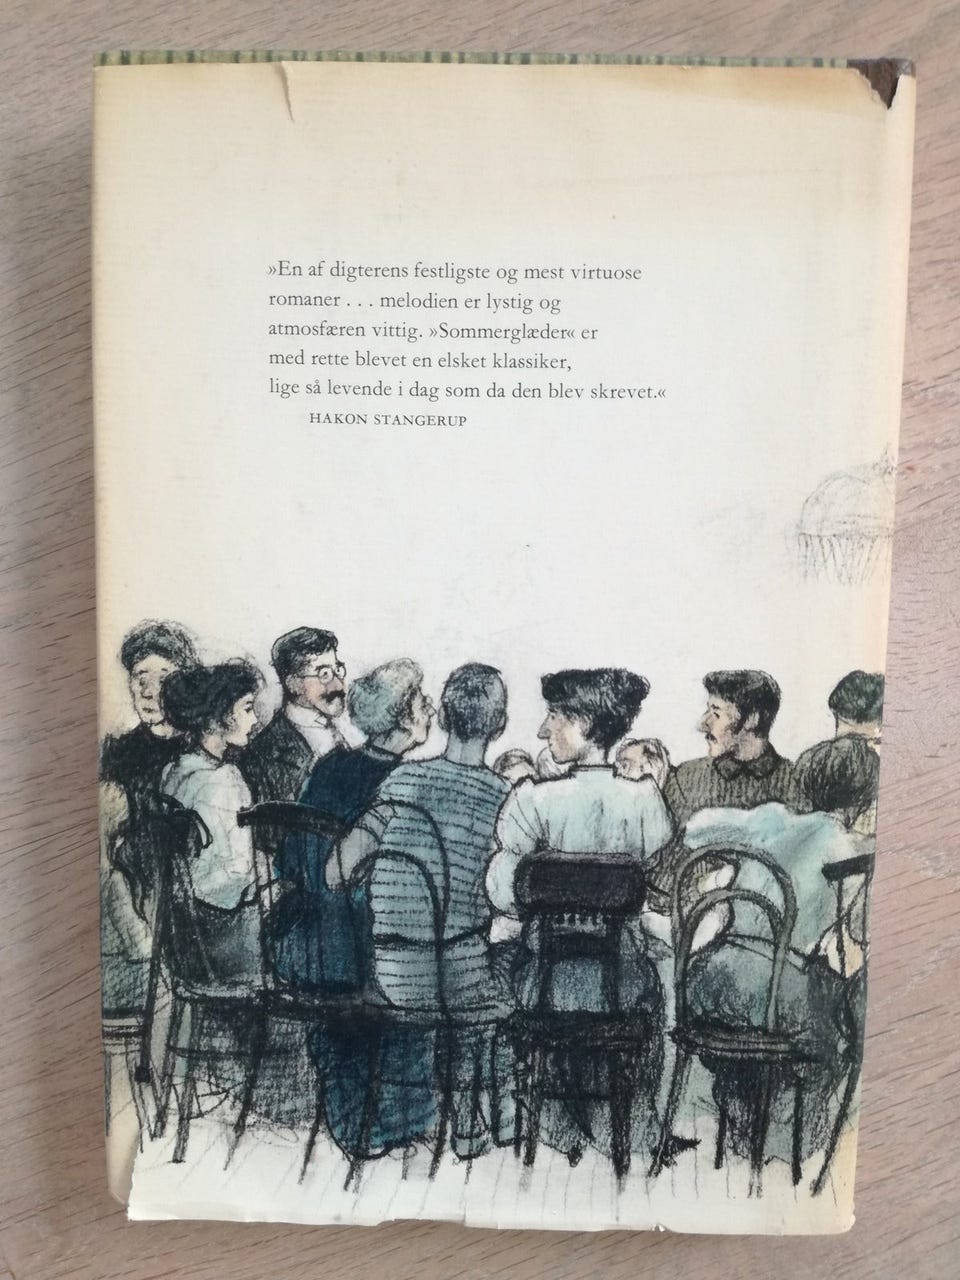 »En af digterens festligste og mest virtuose
romaner . . . melodien er lystig og
atmosfæren vittig. »Sommerglæder« er
med rette blevet en elsket klassiker,
lige så levende i dag som da den blev skrevet.«
HAKON STANGERUP